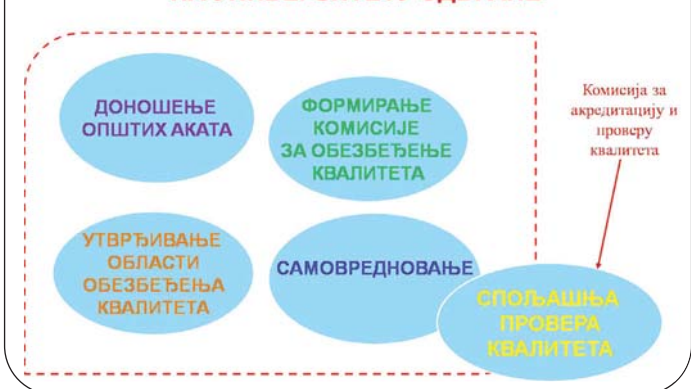 ДОНОШЕЊЕ
ОПШТИХ АКАТА
ФОРМИРАЊЕ
КОМИСИЈЕ
ЗА ОБЕЗБЕЂЕЊЕ
КВАЛИТЕТА
Комисија за
акредитацију и
проверу
квалитета
УТВРЂИВАЊЕ
ОБЛАСТИ
ОБЕЗБЕЂЕЊА
КВАЛИТЕТА
САМОВРЕДНОВАЊЕ
СПОЉАШЊА
ПРОВЕРА
КВАЛИТЕТА